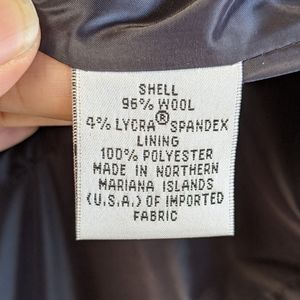 SHELL
96% WOOL
4% LYCRA® SPANDEX
LINING
100% POLYESTER
MADE IN NORTHERN
MARIANA ISLANDS
(U.S.A.) OF IMPORTED
FABRIC